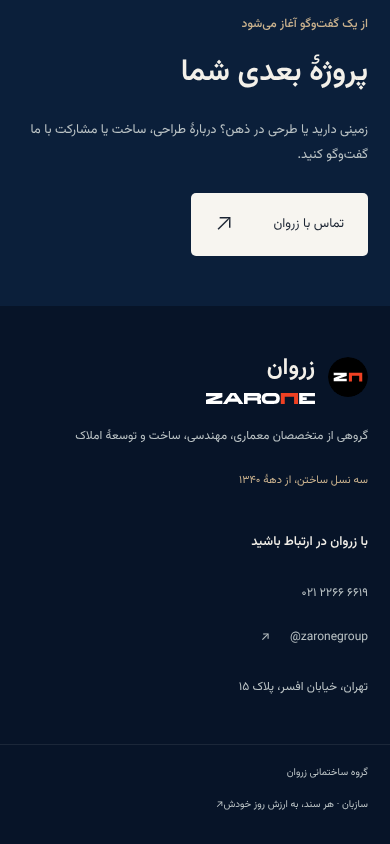 از یک گفت‌وگو آغاز می‌شود
پروژهٔ بعدی شما
زمینی دارید یا طرحی در ذهن؟ دربارهٔ طراحی، ساخت یا مشارکت با ما
گفت‌وگو کنید.
تماس با زروان
زروان
ZARONE
گروهی از متخصصان معماری، مهندسی، ساخت و توسعهٔ املاک
سه نسل ساختن، از دههٔ ۱۳۴۰
با زروان در ارتباط باشید
۰۲۱ ۲۲۶۶ ۶۶۱۹
@zaronegroup
تهران، خیابان افسر، پلاک ۱۵
گروه ساختمانی زروان
سازیان · هر سند، به ارزش روز خودش